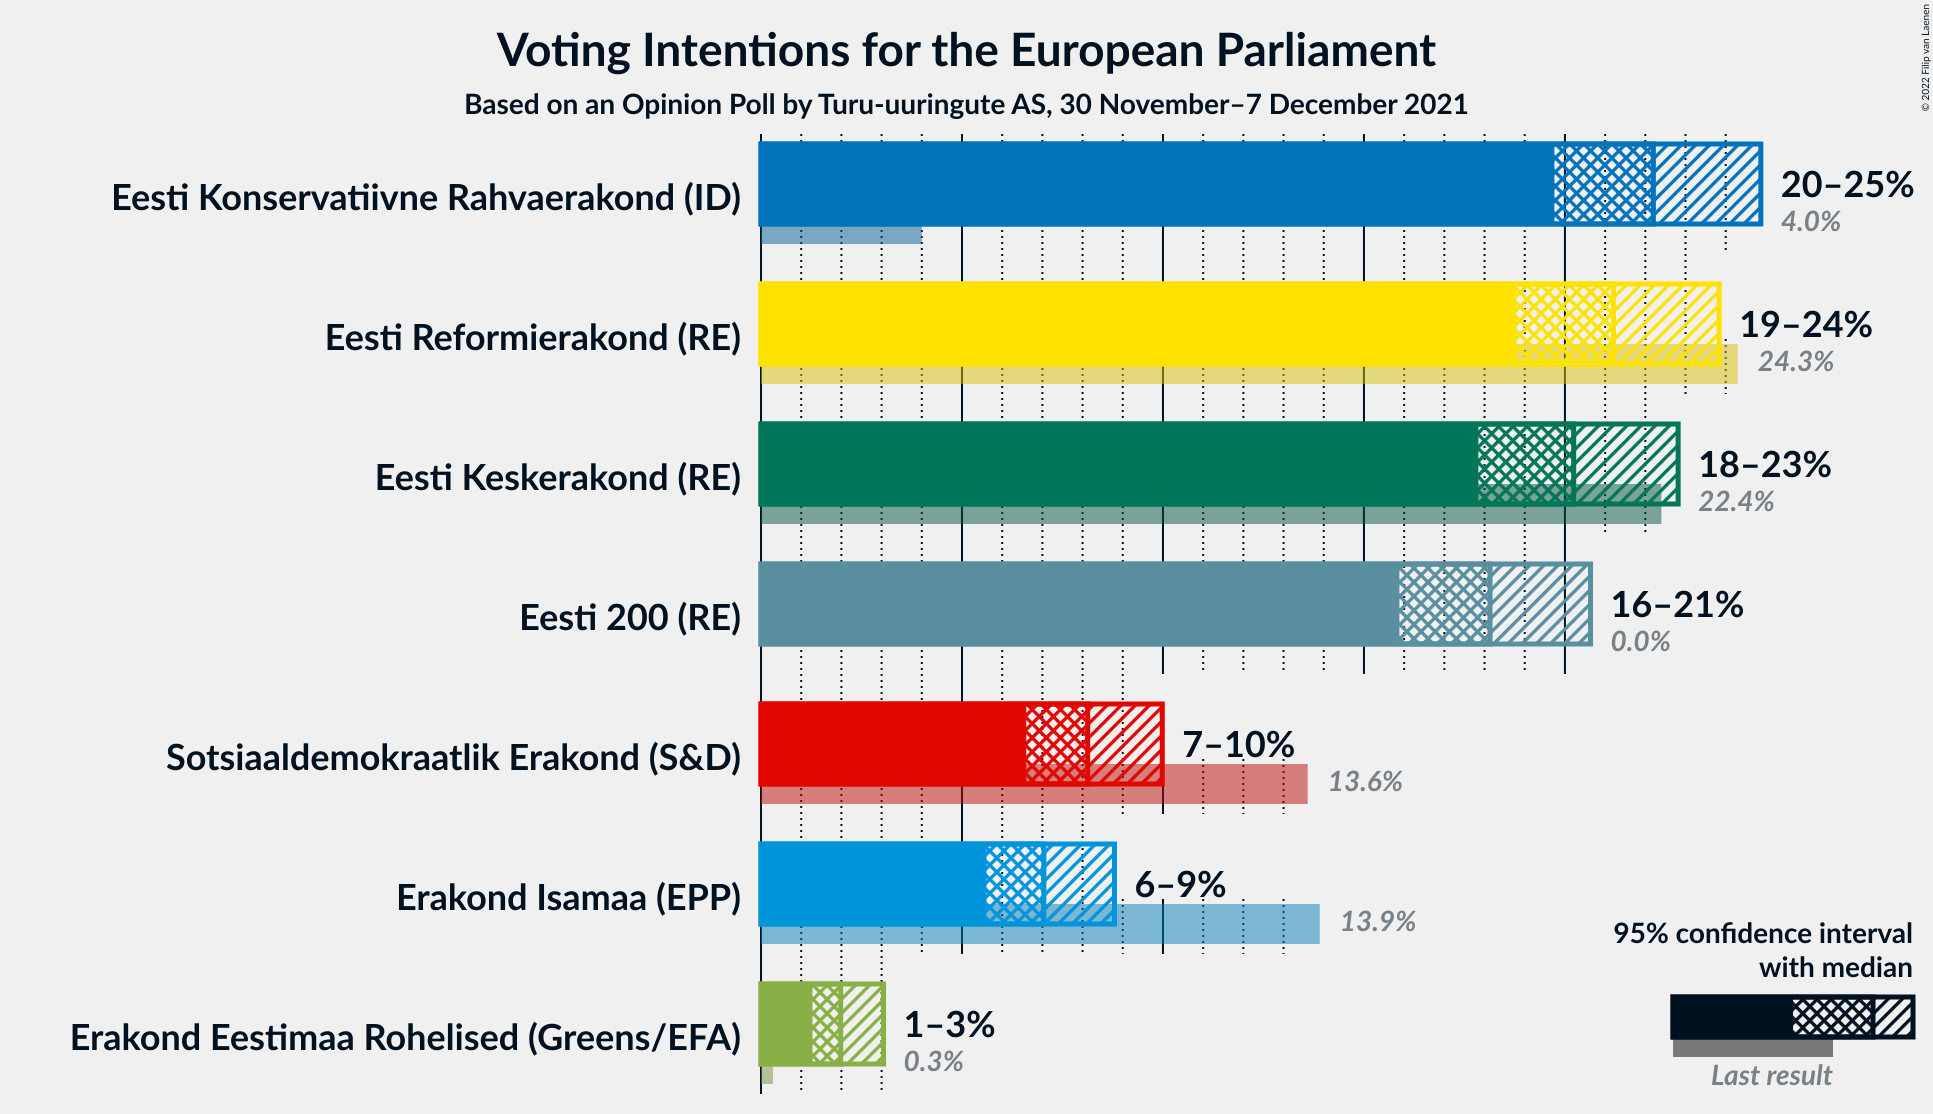 Voting Intentions for the European Parliament
Based on an Opinion Poll by Turu-uuringute AS, 30 November–7 December 2021
© 2022 Filip van Laenen
Eesti Konservatiivne Rahvaerakond (ID)
20–25%
4.0%
Eesti Reformierakond (RE)
19–24%
24.3%
Eesti Keskerakond (RE)
18–23%
22.4%
Eesti 200 (RE)
16–21%
0.0%
Sotsiaaldemokraatlik Erakond (S&D)
7–10%
13.6%
Erakond Isamaa (EPP)
6–9%
13.9%
Erakond Eestimaa Rohelised (Greens/EFA)
1–3%
0.3%
95% confidence interval
with median
Last result